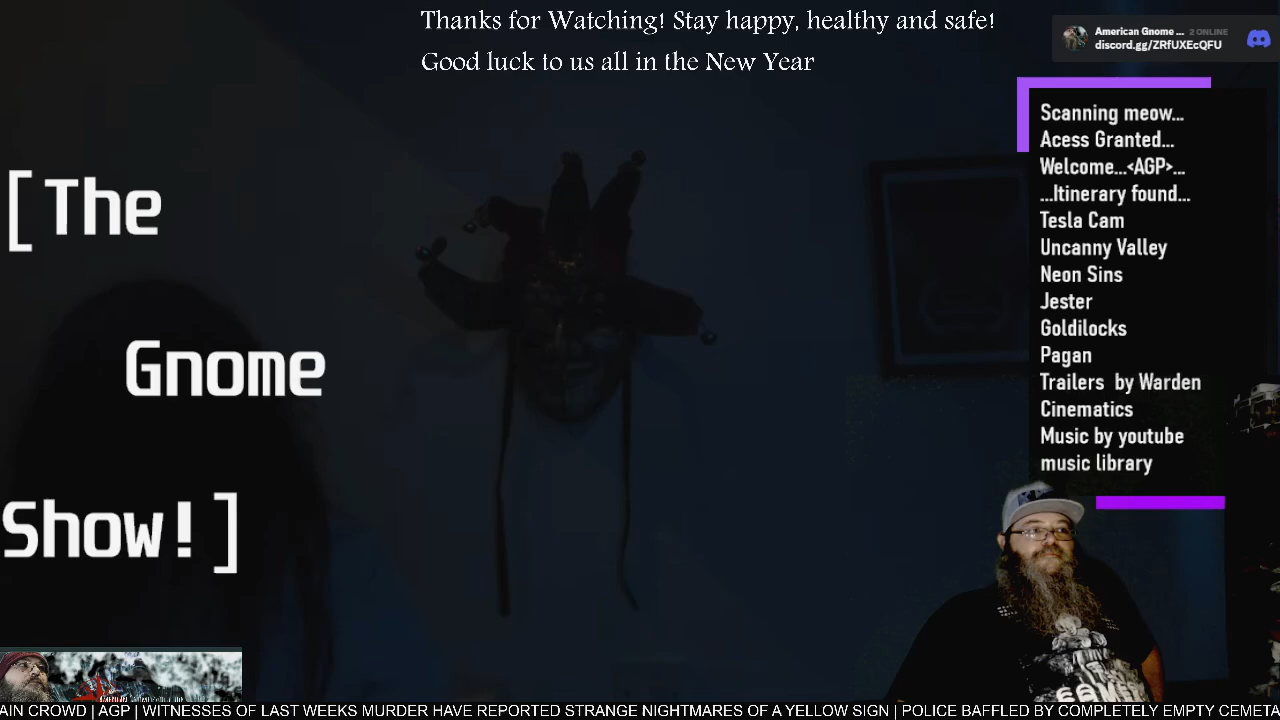 Thanks for Watching! Stay happy, healthy and safe!
Good luck to us all in the New Year
American Gnome ... 2 ONLINE
discord.gg/ZRfUXEcQFU
[The
Gnome
Show!]
Scanning meow...
Acess Granted...
Welcome...<AGP>...
...Itinerary found...
Tesla Cam
Uncanny Valley
Neon Sins
Jester
Goldilocks
Pagan
Trailers by Warden
Cinematics
Music by youtube
music library
AIN CROWD | AGP | WITNESSES OF LAST WEEKS MURDER HAVE REPORTED STRANGE NIGHTMARES OF A YELLOW SIGN | POLICE BAFFLED BY COMPLETELY EMPTY CEMETA